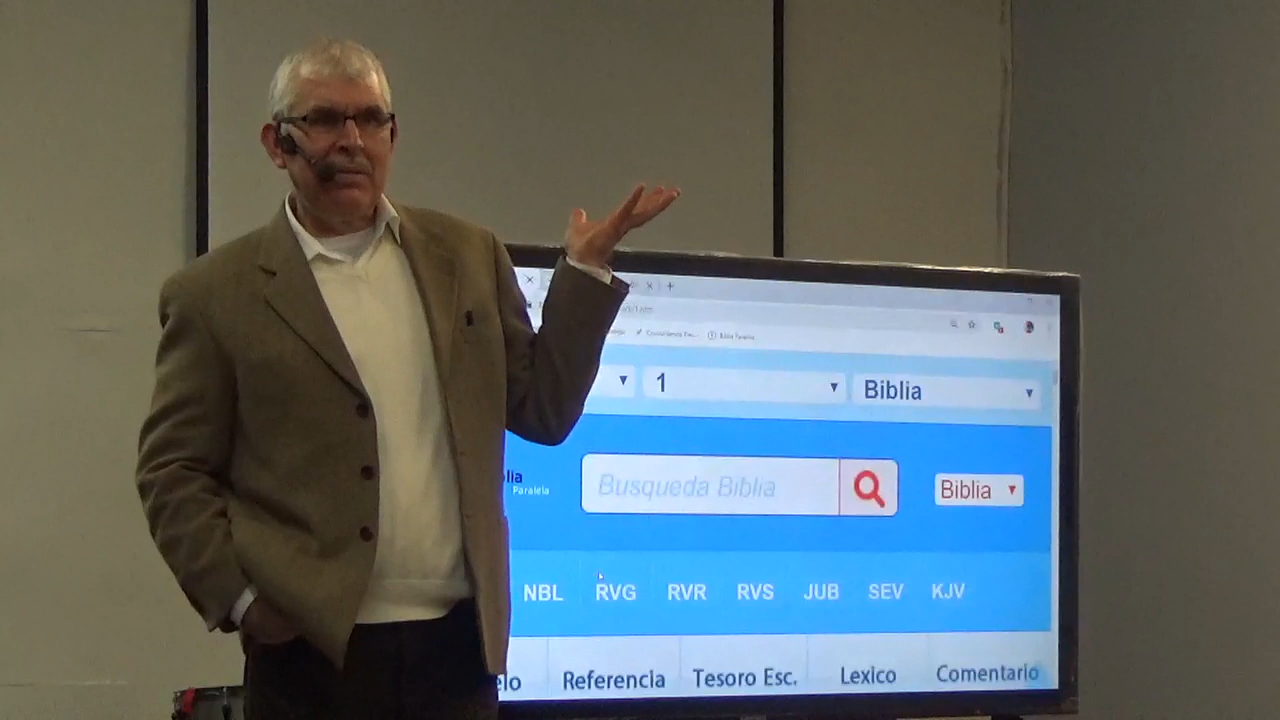 1 Biblia
lia
Paralela
Busqueda Biblia
Biblia
NBL RVG RVR RVS JUB SEV KJV
elo Referencia Tesoro Esc. Lexico Comentario